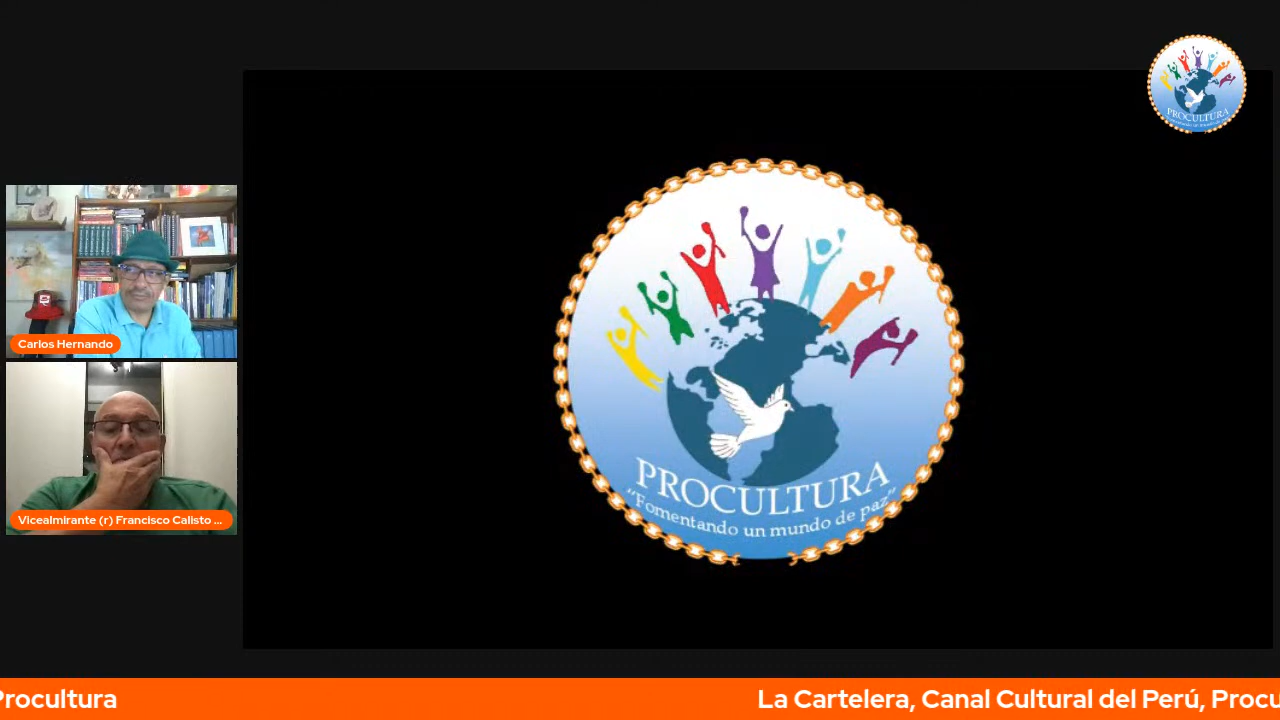 PROCULTURA
Carlos Hernando
Vicealmirante (r) Francisco Calisto ...
PROCULTURA
"Fomentando un mundo de paz"
Procultura
La Cartelera, Canal Cultural del Perú, Procu